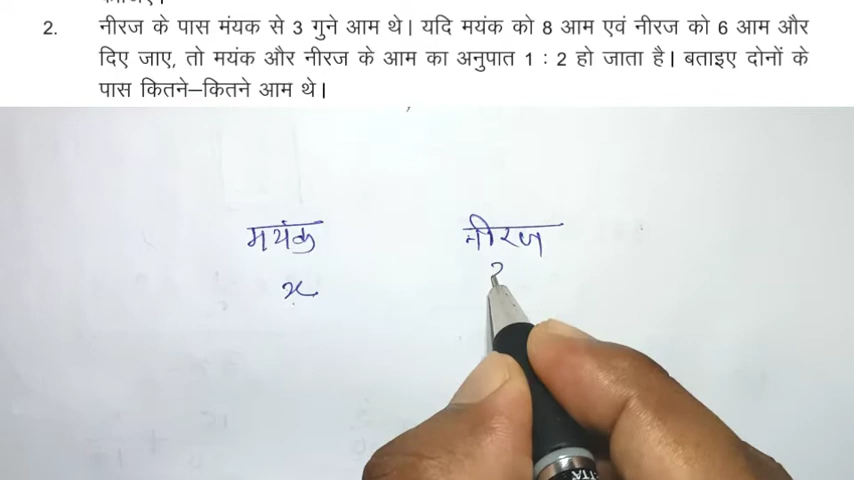 2. नीरज के पास मंयक से 3 गुने आम थे। यदि मयंक को 8 आम एवं नीरज को 6 आम और
दिए जाए, तो मयंक और नीरज के आम का अनुपात 1 : 2 हो जाता है। बताइए दोनों के
पास कितने–कितने आम थे।
मयंक नीरज
x